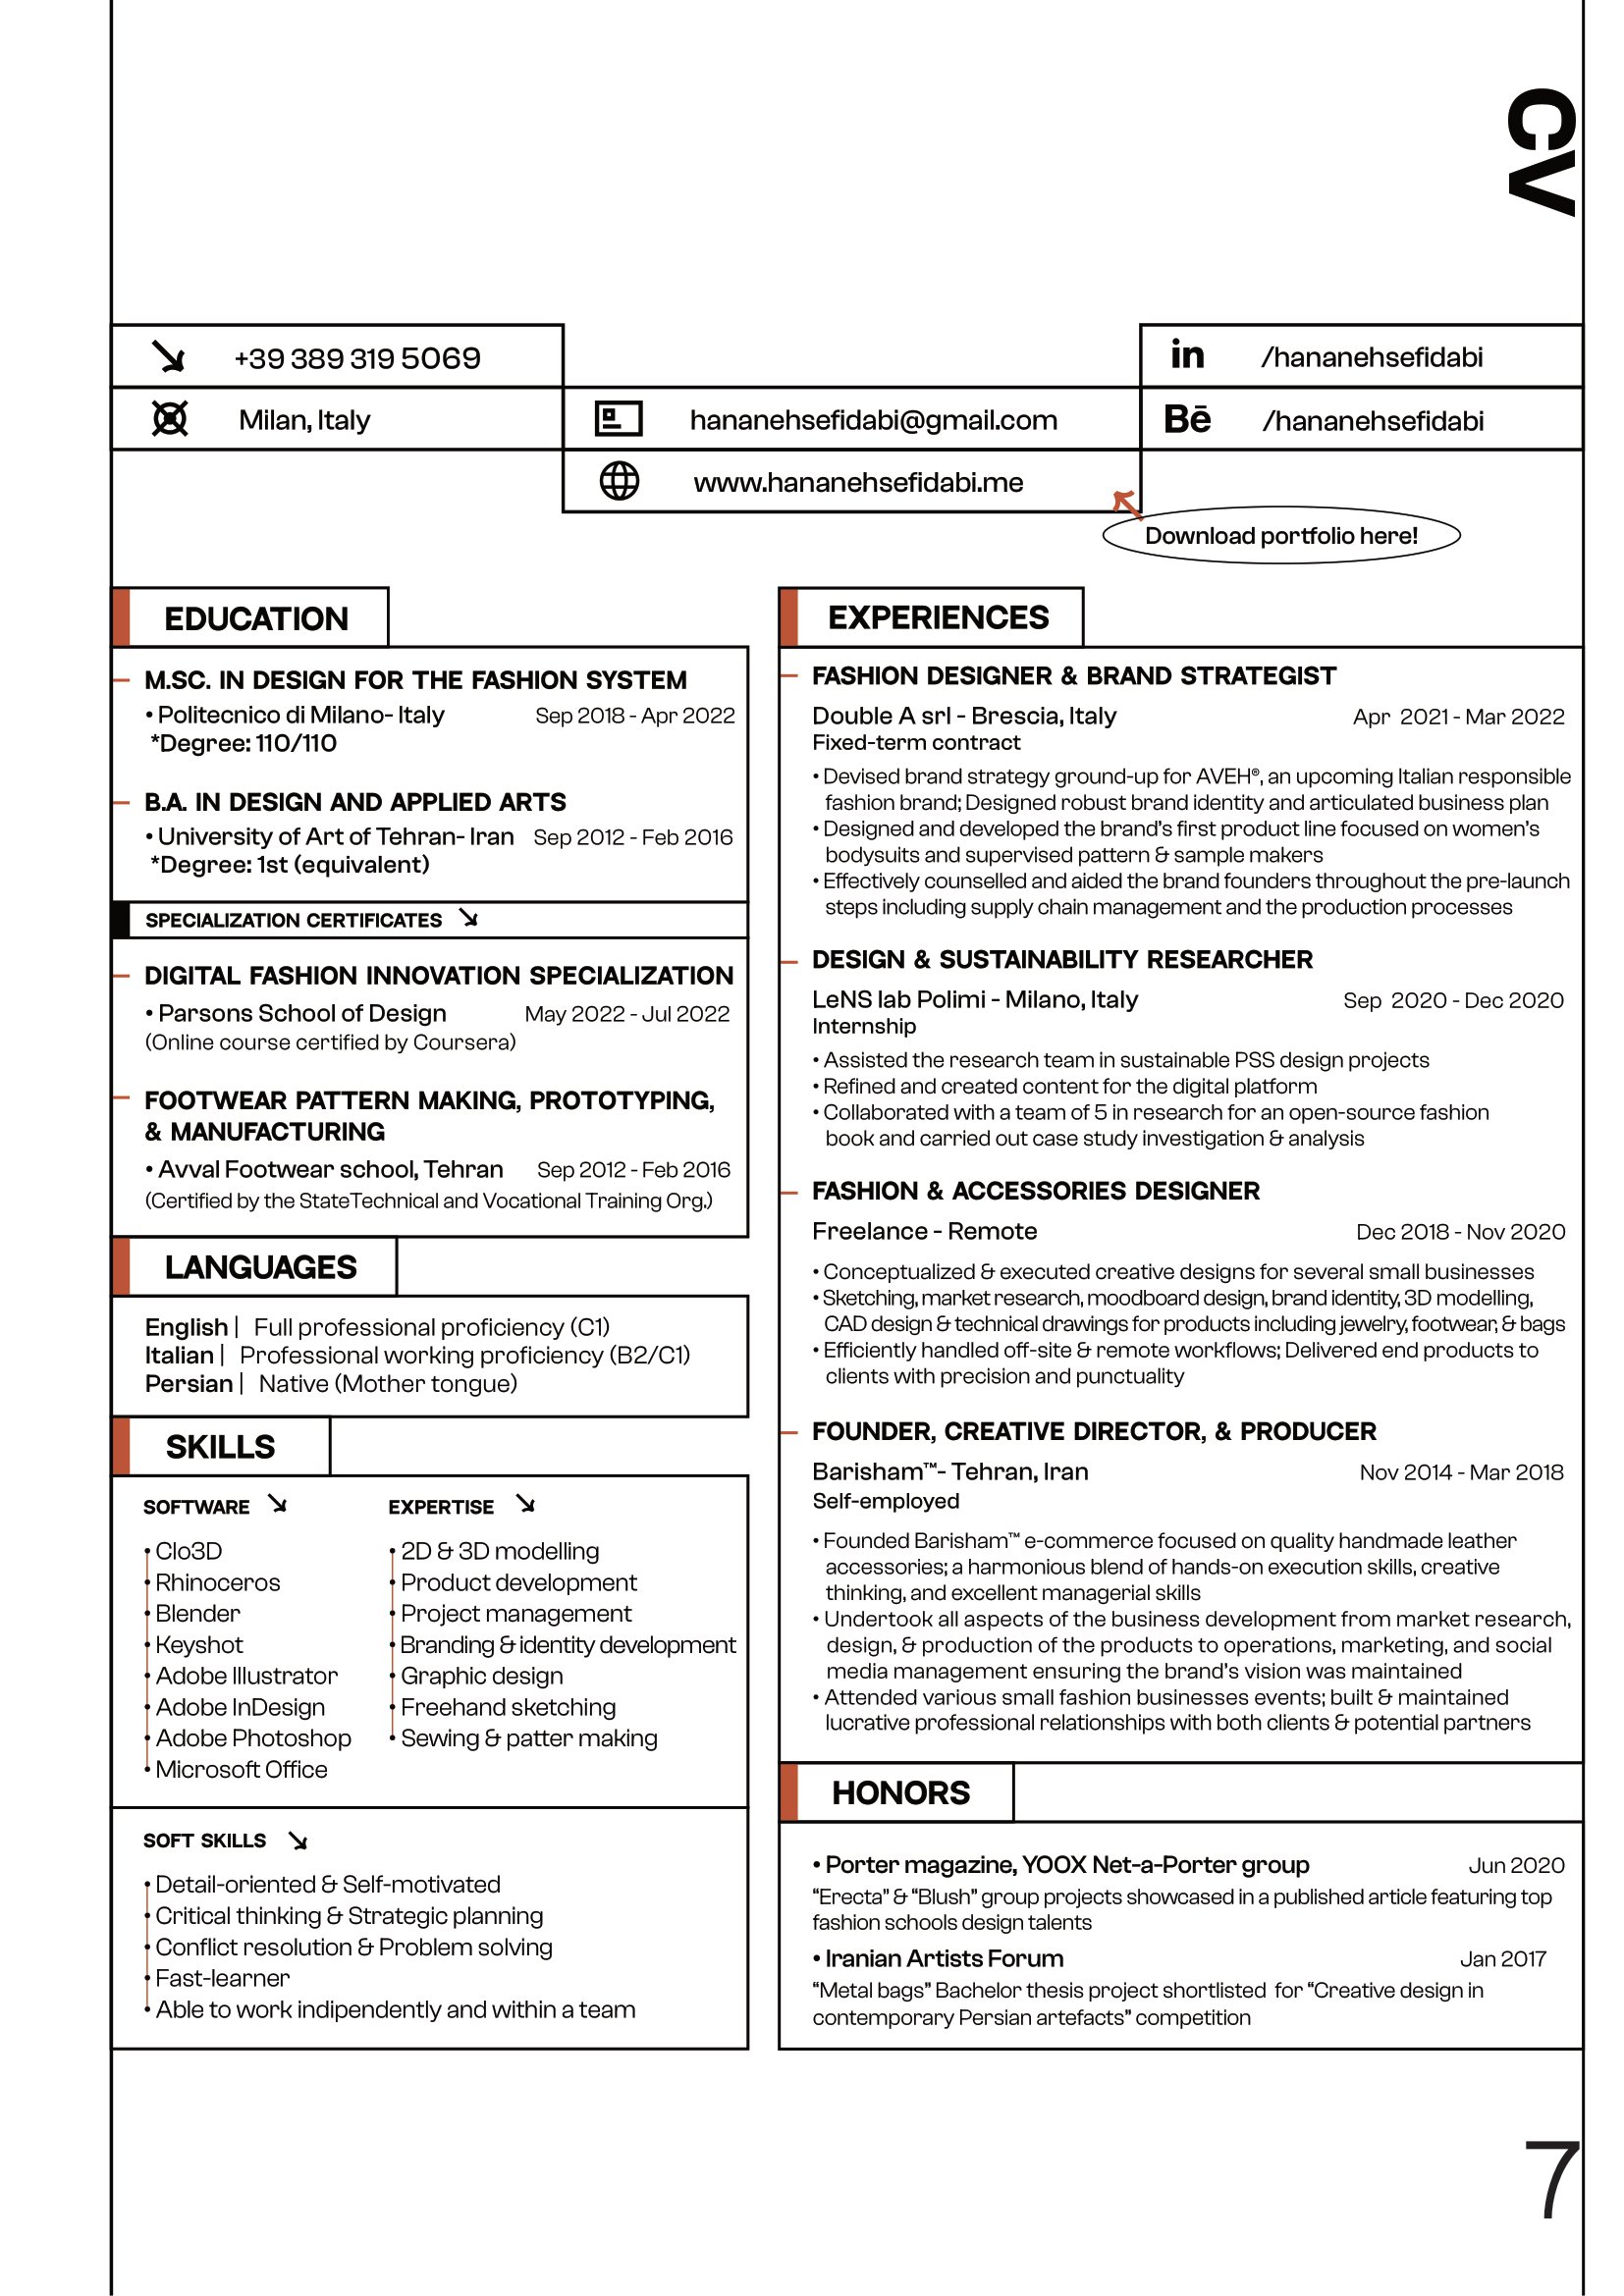 CV
+39 389 319 5069
Milan, Italy
hananehsefidabi@gmail.com
www.hananehsefidabi.me
in /hananehsefidabi
Bē /hananehsefidabi
Download portfolio here!
EDUCATION
M.SC. IN DESIGN FOR THE FASHION SYSTEM
• Politecnico di Milano- Italy Sep 2018 - Apr 2022
*Degree: 110/110
B.A. IN DESIGN AND APPLIED ARTS
• University of Art of Tehran- Iran Sep 2012 - Feb 2016
*Degree: 1st (equivalent)
SPECIALIZATION CERTIFICATES
DIGITAL FASHION INNOVATION SPECIALIZATION
• Parsons School of Design May 2022 - Jul 2022
(Online course certified by Coursera)
FOOTWEAR PATTERN MAKING, PROTOTYPING,
& MANUFACTURING
• Avval Footwear school, Tehran Sep 2012 - Feb 2016
(Certified by the StateTechnical and Vocational Training Org.)
LANGUAGES
English | Full professional proficiency (C1)
Italian | Professional working proficiency (B2/C1)
Persian | Native (Mother tongue)
SKILLS
SOFTWARE
• Clo3D
• Rhinoceros
• Blender
• Keyshot
• Adobe Illustrator
• Adobe InDesign
• Adobe Photoshop
• Microsoft Office
EXPERTISE
• 2D & 3D modelling
• Product development
• Project management
• Branding & identity development
• Graphic design
• Freehand sketching
• Sewing & patter making
SOFT SKILLS
• Detail-oriented & Self-motivated
• Critical thinking & Strategic planning
• Conflict resolution & Problem solving
• Fast-learner
• Able to work indipendently and within a team
EXPERIENCES
FASHION DESIGNER & BRAND STRATEGIST
Double A srl - Brescia, Italy Apr 2021 - Mar 2022
Fixed-term contract
• Devised brand strategy ground-up for AVEH®, an upcoming Italian responsible
fashion brand; Designed robust brand identity and articulated business plan
• Designed and developed the brand's first product line focused on women's
bodysuits and supervised pattern & sample makers
• Effectively counselled and aided the brand founders throughout the pre-launch
steps including supply chain management and the production processes
DESIGN & SUSTAINABILITY RESEARCHER
LeNS lab Polimi - Milano, Italy Sep 2020 - Dec 2020
Internship
• Assisted the research team in sustainable PSS design projects
• Refined and created content for the digital platform
• Collaborated with a team of 5 in research for an open-source fashion
book and carried out case study investigation & analysis
FASHION & ACCESSORIES DESIGNER
Freelance - Remote Dec 2018 - Nov 2020
• Conceptualized & executed creative designs for several small businesses
• Sketching, market research, moodboard design, brand identity, 3D modelling,
CAD design & technical drawings for products including jewelry, footwear, & bags
• Efficiently handled off-site & remote workflows; Delivered end products to
clients with precision and punctuality
FOUNDER, CREATIVE DIRECTOR, & PRODUCER
Barisham™- Tehran, Iran Nov 2014 - Mar 2018
Self-employed
• Founded Barisham™ e-commerce focused on quality handmade leather
accessories; a harmonious blend of hands-on execution skills, creative
thinking, and excellent managerial skills
• Undertook all aspects of the business development from market research,
design, & production of the products to operations, marketing, and social
media management ensuring the brand's vision was maintained
• Attended various small fashion businesses events; built & maintained
lucrative professional relationships with both clients & potential partners
HONORS
• Porter magazine, YOOX Net-a-Porter group Jun 2020
“Erecta” & “Blush” group projects showcased in a published article featuring top
fashion schools design talents
• Iranian Artists Forum Jan 2017
“Metal bags” Bachelor thesis project shortlisted for “Creative design in
contemporary Persian artefacts” competition
7